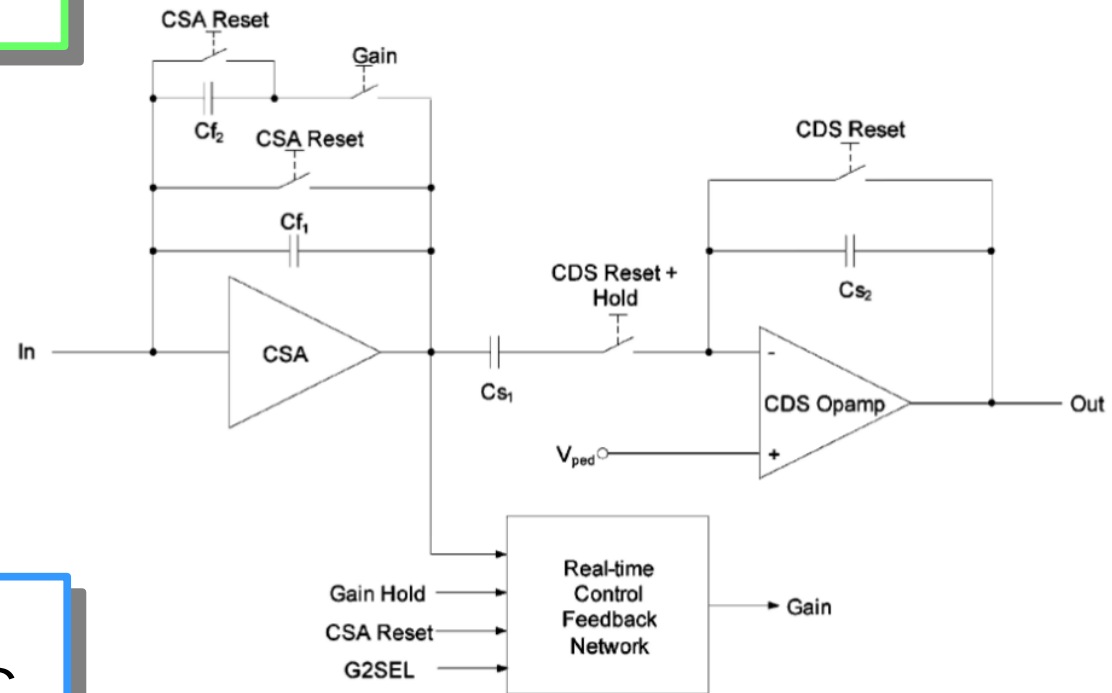 CSA Reset
Gain
Cf₂
CSA Reset
CDS Reset
Cf₁
CDS Reset +
Hold
Cs₂
In
CSA
-
Cs₁
CDS Opamp
Out
Vped
+
Real-time
Control
Feedback
Network
Gain Hold
CSA Reset
G2SEL
Gain